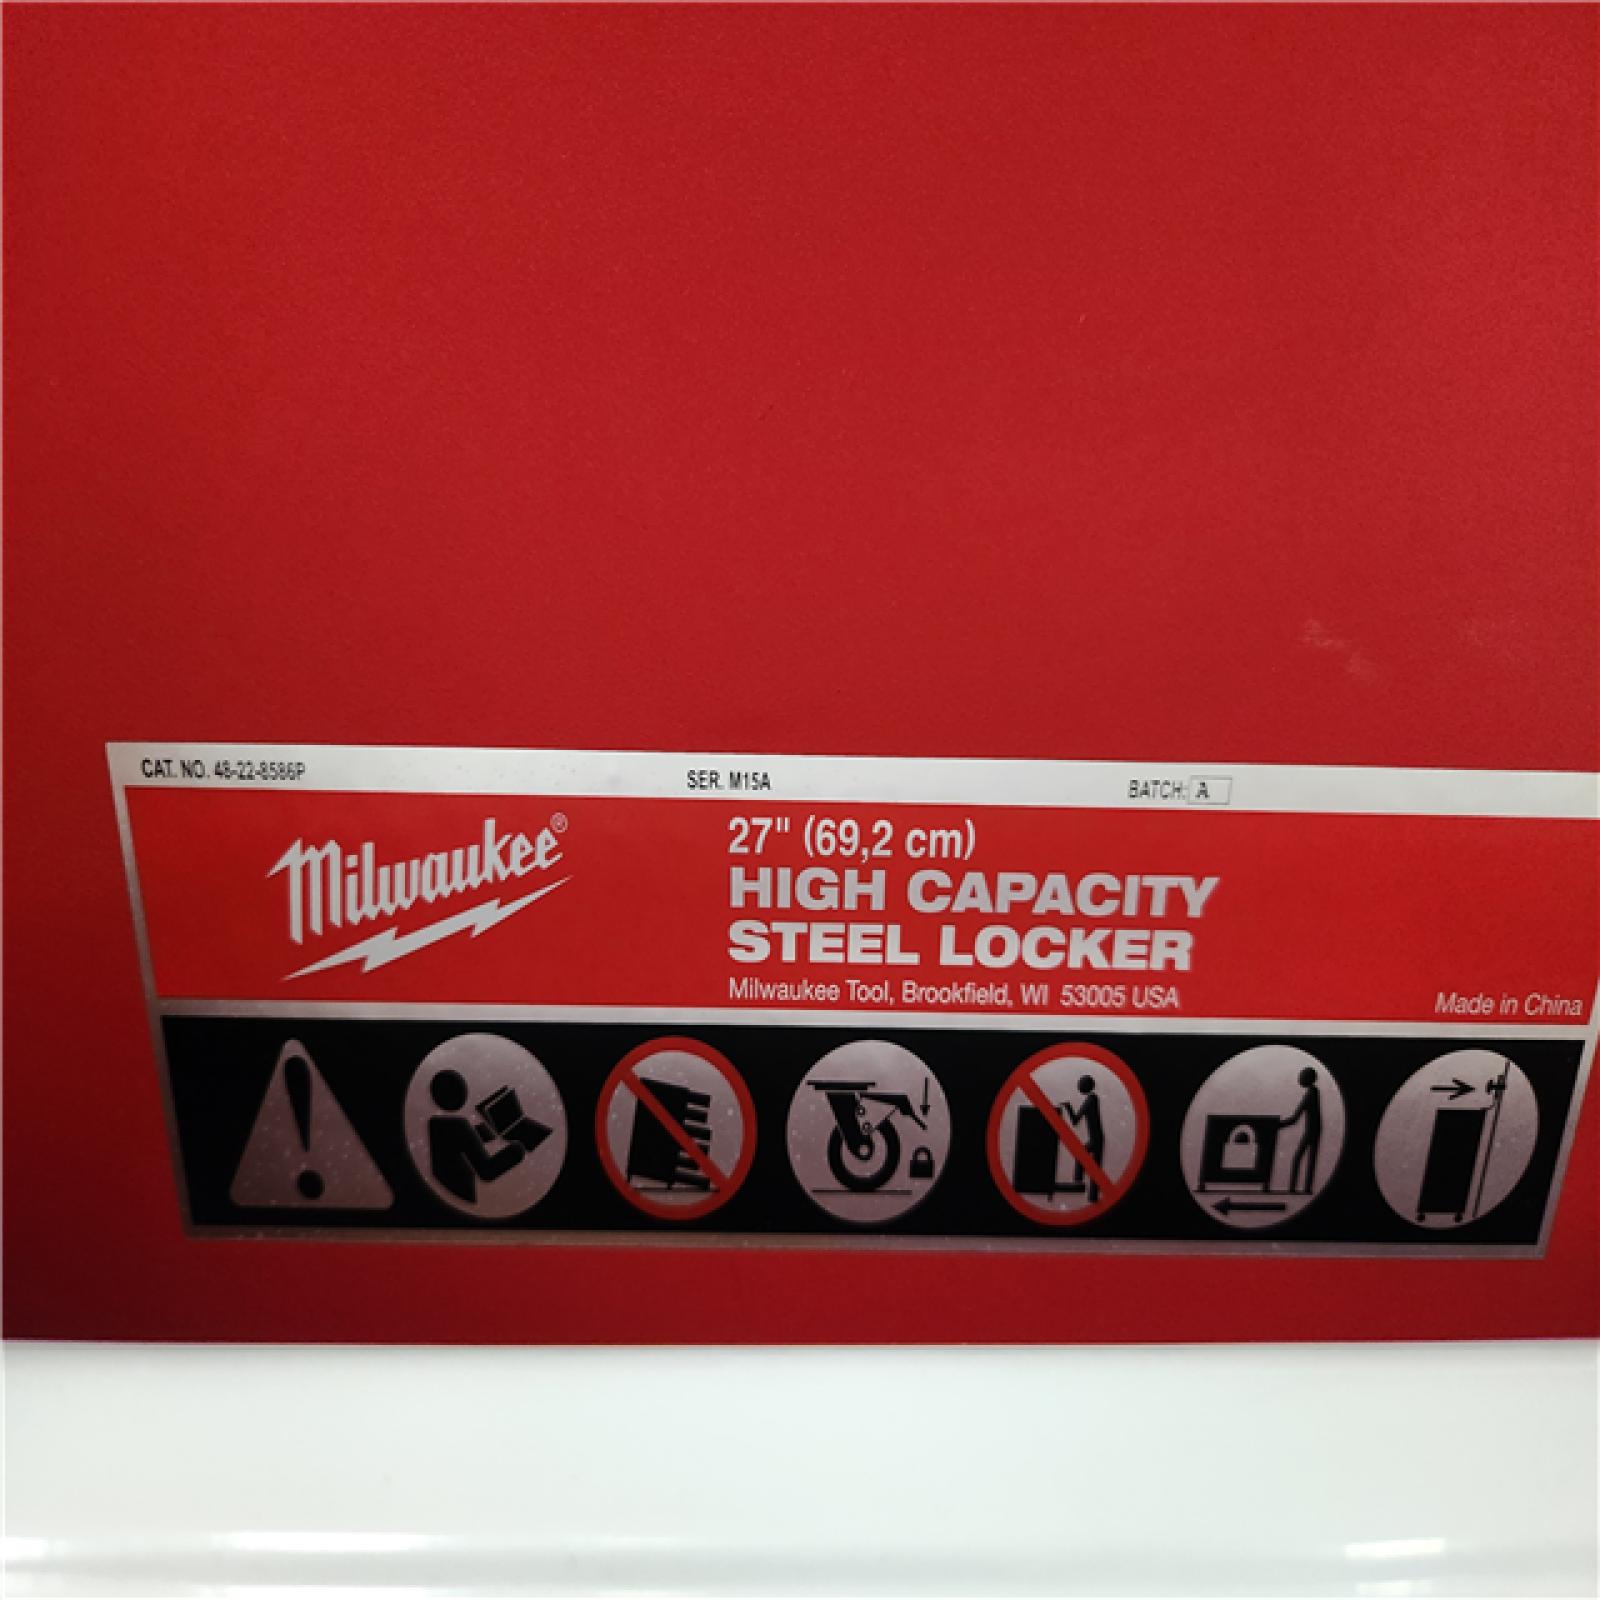 CAT. NO. 48-22-8586P SER. M15A BATCH: A
Milwaukee®
27" (69,2 cm)
HIGH CAPACITY
STEEL LOCKER
Milwaukee Tool, Brookfield, WI 53005 USA
Made in China